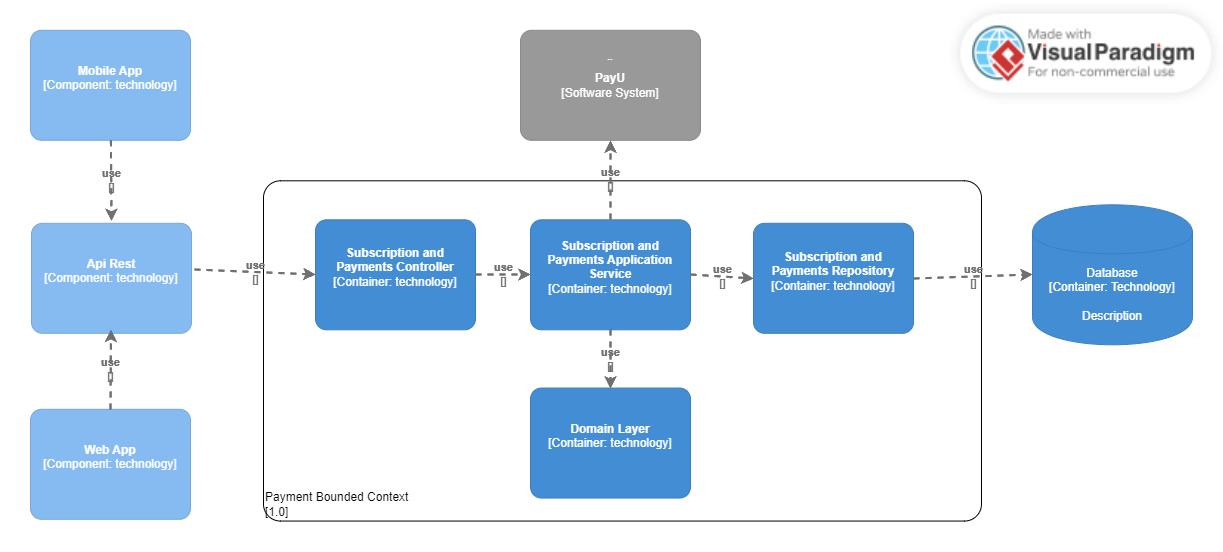 Made with
VisualParadigm
For non-commercial use
Mobile App
[Component: technology]
PayU
[Software System]
use
[]
use
[]
Api Rest
[Component: technology]
use
[]
Subscription and
Payments Controller
[Container: technology]
use
[]
Subscription and
Payments Application
Service
[Container: technology]
use
[]
Subscription and
Payments Repository
[Container: technology]
use
[]
Database
[Container: Technology]
Description
use
[]
use
[]
Web App
[Component: technology]
Domain Layer
[Container: technology]
Payment Bounded Context
[1.0]